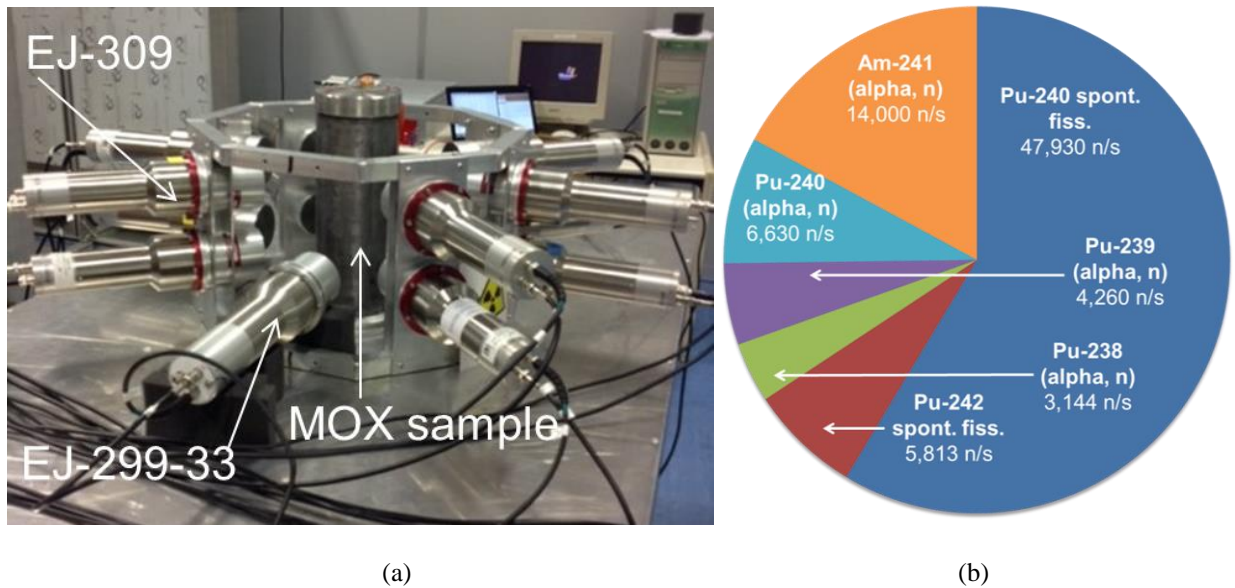 EJ-309
MOX sample
EJ-299-33
(a)
Am-241
(alpha, n)
14,000 n/s
Pu-240 spont.
fiss.
47,930 n/s
Pu-240
(alpha, n)
6,630 n/s
Pu-239
(alpha, n)
4,260 n/s
Pu-238
(alpha, n)
3,144 n/s
Pu-242
spont. fiss.
5,813 n/s
(b)